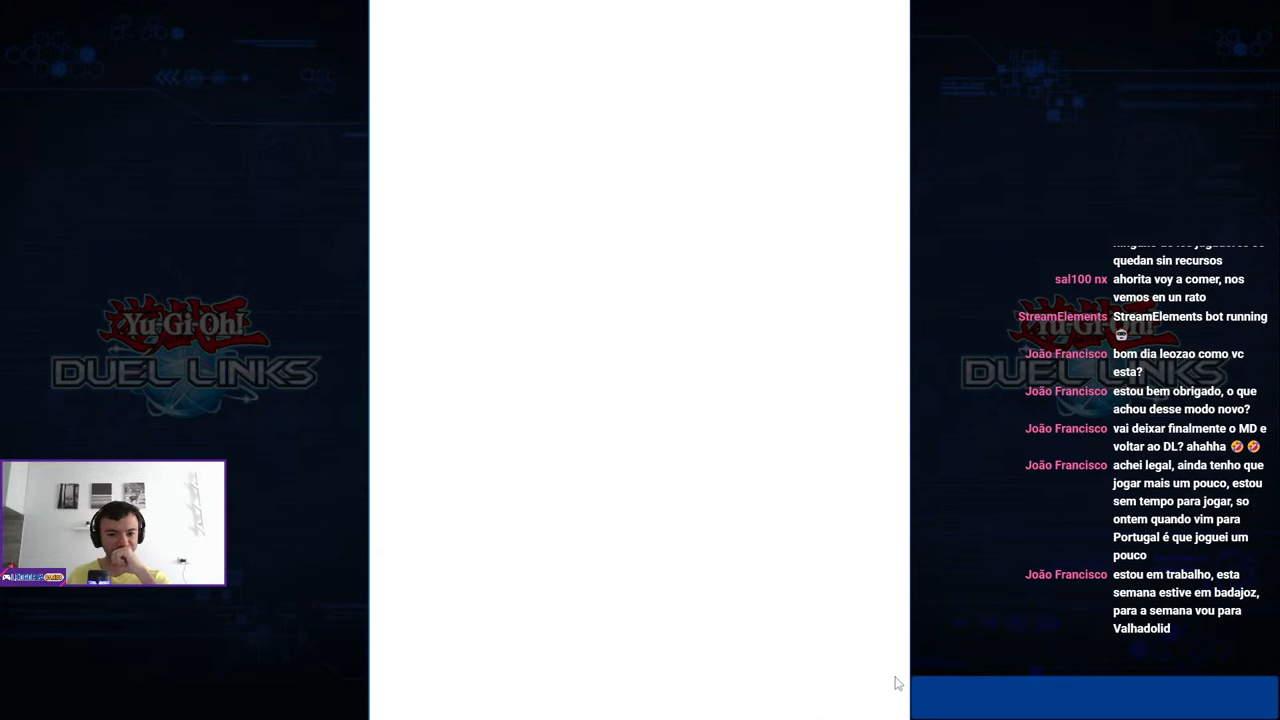 quedan sin recursos
sal100 nx ahorita voy a comer, nos
vemos en un rato
StreamElements StreamElements bot running
João Francisco bom dia leozao como vc
esta?
João Francisco estou bem obrigado, o que
achou desse modo novo?
João Francisco vai deixar finalmente o MD e
voltar ao DL? ahahha 🤣 🤣
João Francisco achei legal, ainda tenho que
jogar mais um pouco, estou
sem tempo para jogar, so
ontem quando vim para
Portugal é que joguei um
pouco
João Francisco estou em trabalho, esta
semana estive em badajoz,
para a semana vou para
Valhadolid
Yu-Gi-Oh!
DUEL LINKS
Yu-Gi-Oh!
DUEL LINKS